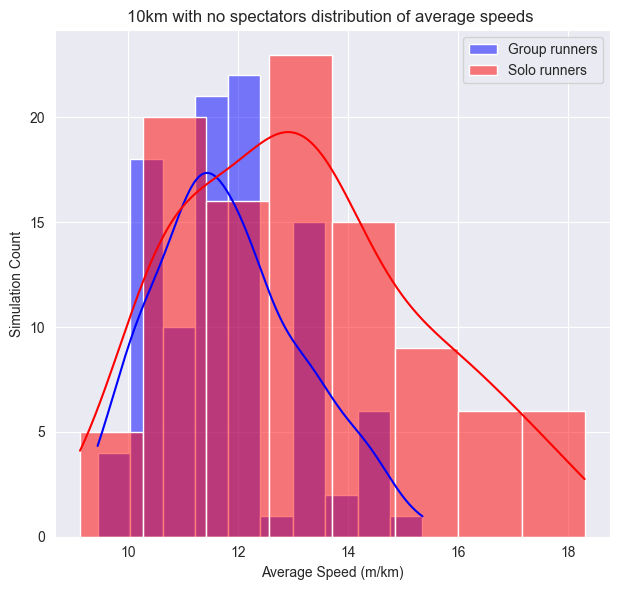 10km with no spectators distribution of average speeds
Group runners
Solo runners
Simulation Count
20
15
10
5
0
10 12 14 16 18
Average Speed (m/km)